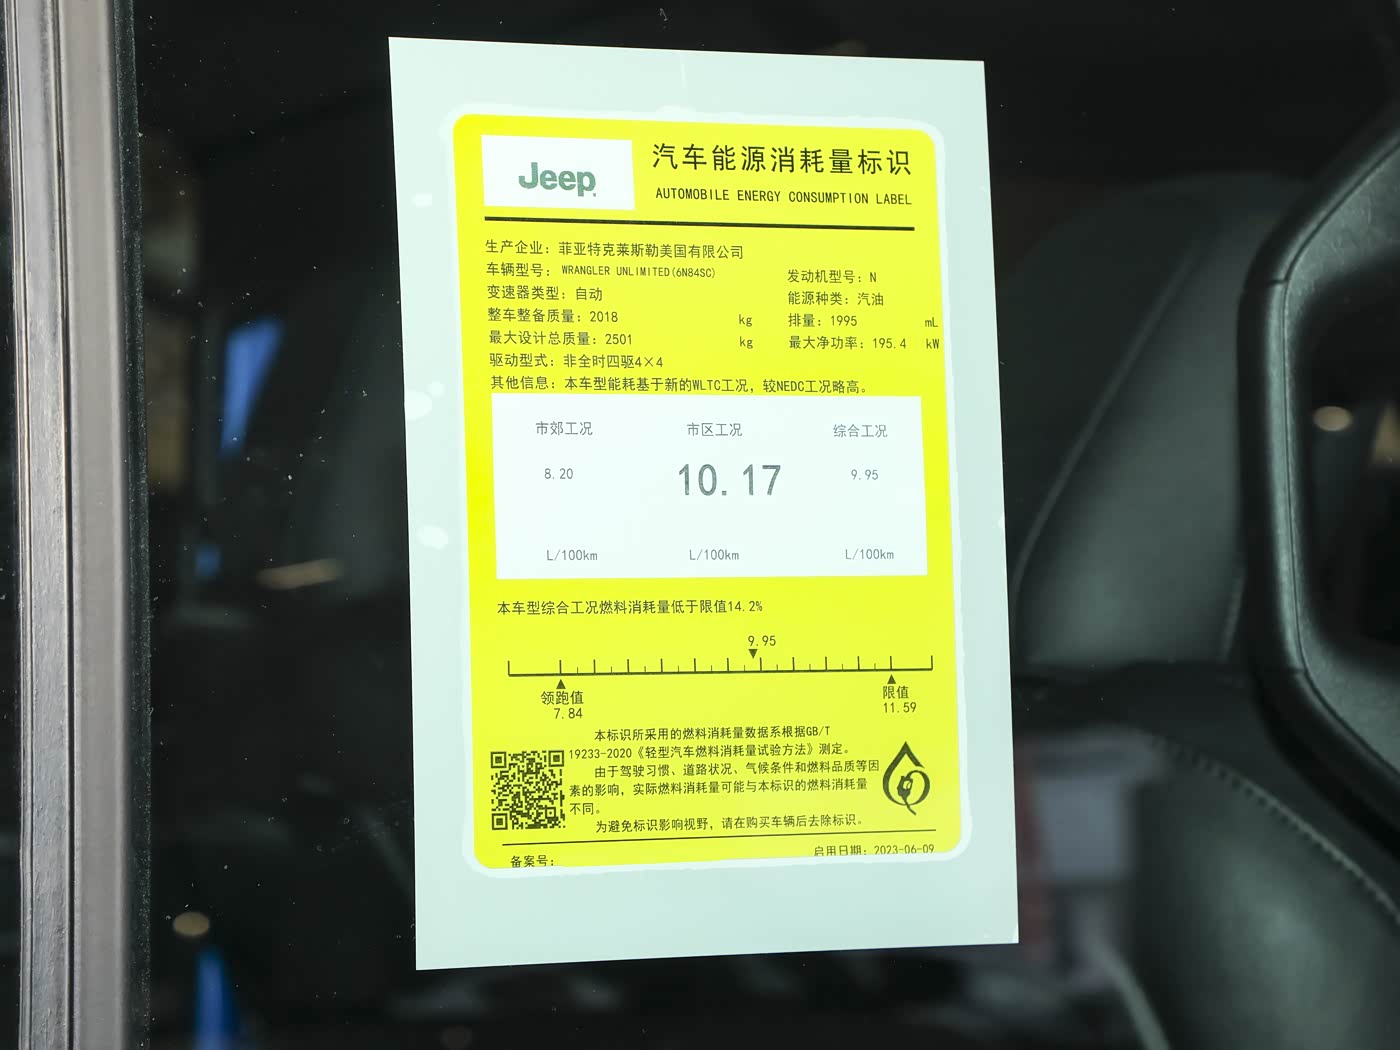 Jeep
汽车能源消耗量标识
AUTOMOBILE ENERGY CONSUMPTION LABEL
生产企业：菲亚特克莱斯勒美国有限公司
车辆型号：WRANGLER UNLIMITED(6N84SC) 发动机型号：N
变速器类型：自动 能源种类：汽油
整车整备质量：2018 kg 排量：1995 mL
最大设计总质量：2501 kg 最大净功率：195.4 kW
驱动型式：非全时四驱4×4
其他信息：本车型能耗基于新的WLTC工况，较NEDC工况略高。
市郊工况 市区工况 综合工况
8.20 10.17 9.95
L/100km L/100km L/100km
本车型综合工况燃料消耗量低于限值14.2%
9.95
领跑值 限值
7.84 11.59
本标识所采用的燃料消耗量数据系根据GB/T
19233-2020《轻型汽车燃料消耗量试验方法》测定。
由于驾驶习惯、道路状况、气候条件和燃料品质等因
素的影响，实际燃料消耗量可能与本标识的燃料消耗量
不同。
为避免标识影响视野，请在购买车辆后去除标识。
备案号： 启用日期：2023-06-09